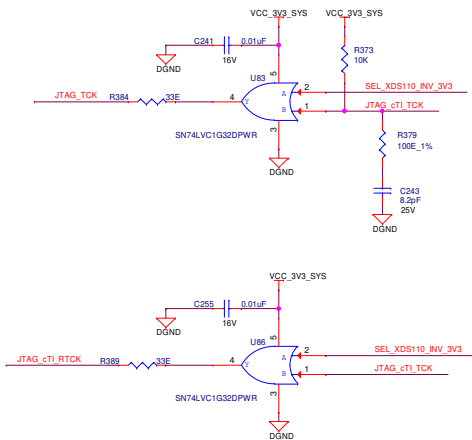 VCC_3V3_SYS
VCC_3V3_SYS
C241
0.01uF
16V
DGND
R373
10K
5
U83
A
2
SEL_XDS110_INV_3V3
JTAG_TCK
R384
33E
4
Y
B
1
JTAG_cTI_TCK
SN74LVC1G32DPWR
3
DGND
R379
100E_1%
C243
8.2pF
25V
DGND
VCC_3V3_SYS
C255
0.01uF
16V
DGND
5
U86
A
2
SEL_XDS110_INV_3V3
JTAG_cTI_RTCK
R389
33E
4
Y
B
1
JTAG_cTI_TCK
SN74LVC1G32DPWR
3
DGND